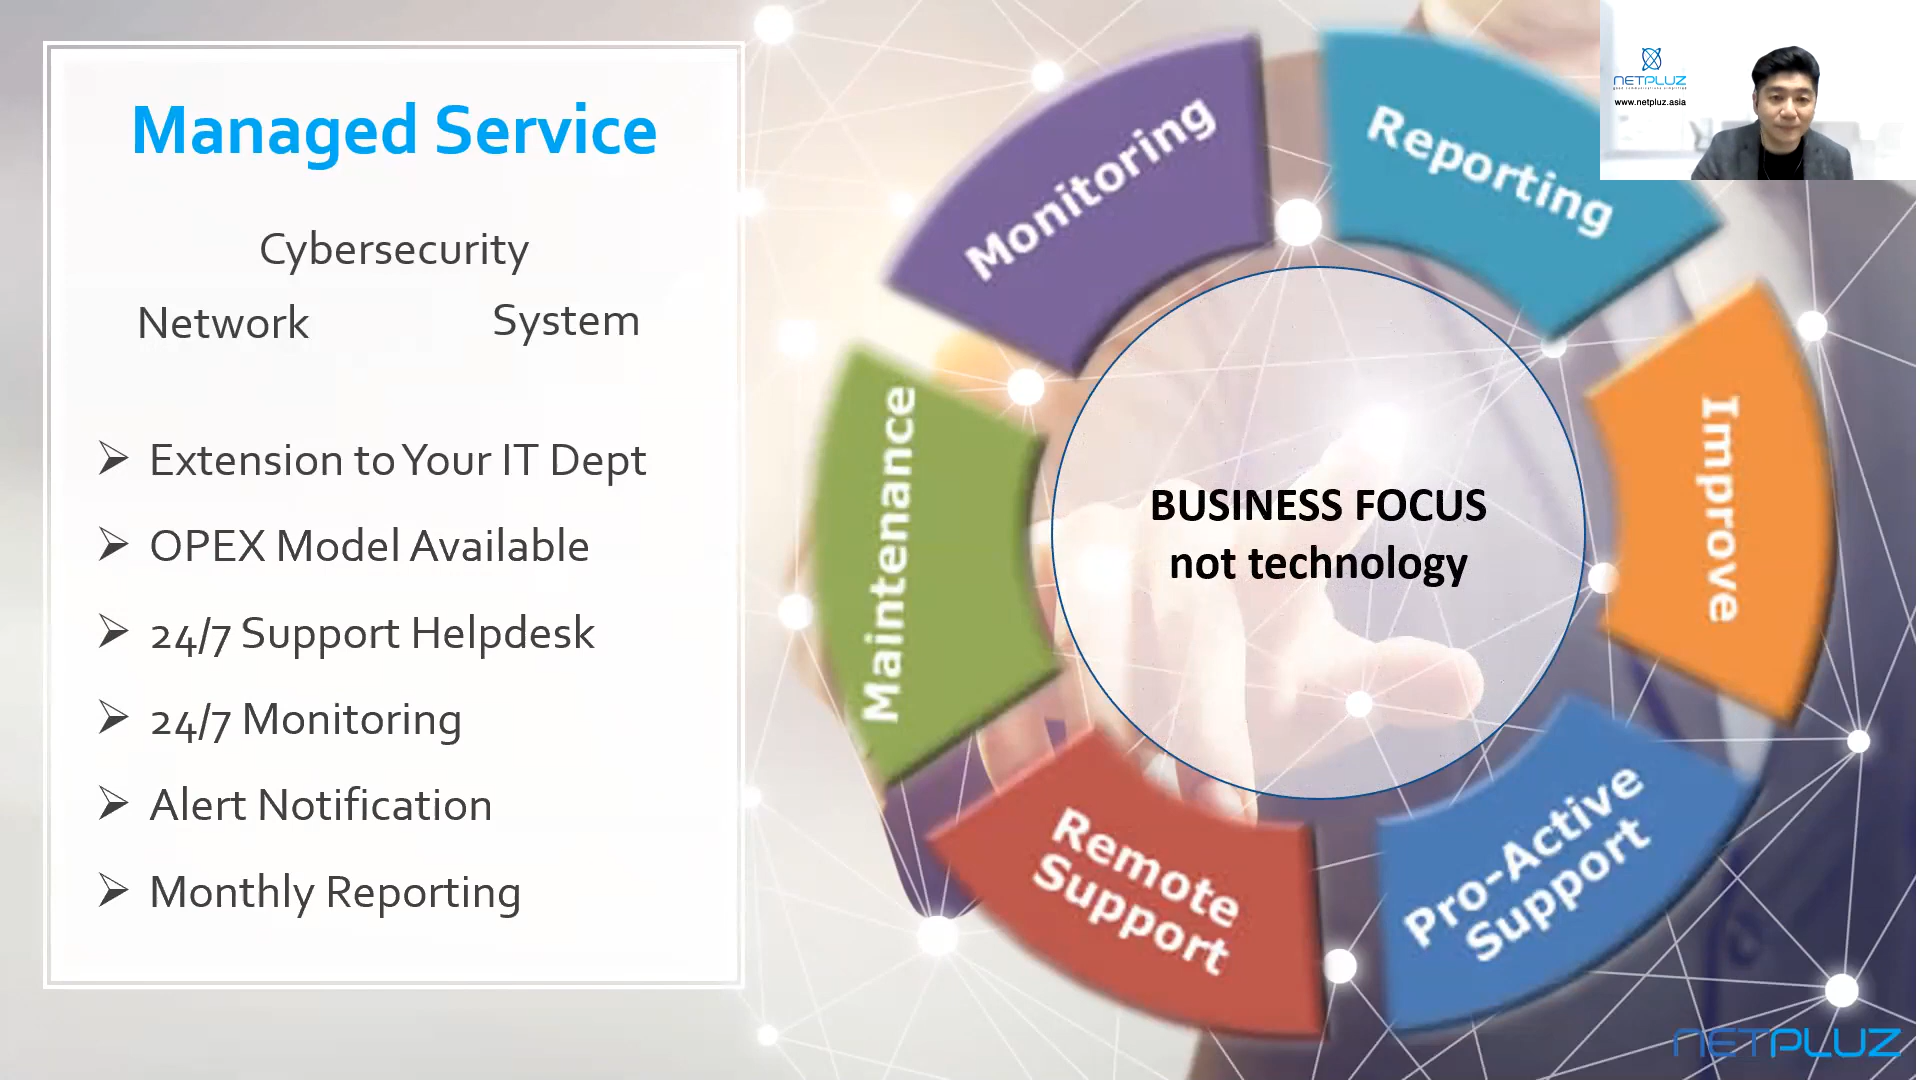 Managed Service
Cybersecurity
Network
System
Extension to Your IT Dept
OPEX Model Available
24/7 Support Helpdesk
24/7 Monitoring
Alert Notification
Monthly Reporting
Monitoring
Reporting
Improve
Pro-Active
Support
Remote
Support
Maintenance
BUSINESS FOCUS
not technology
NETPLUZ
www.netpluz.asia
NETPLUZ